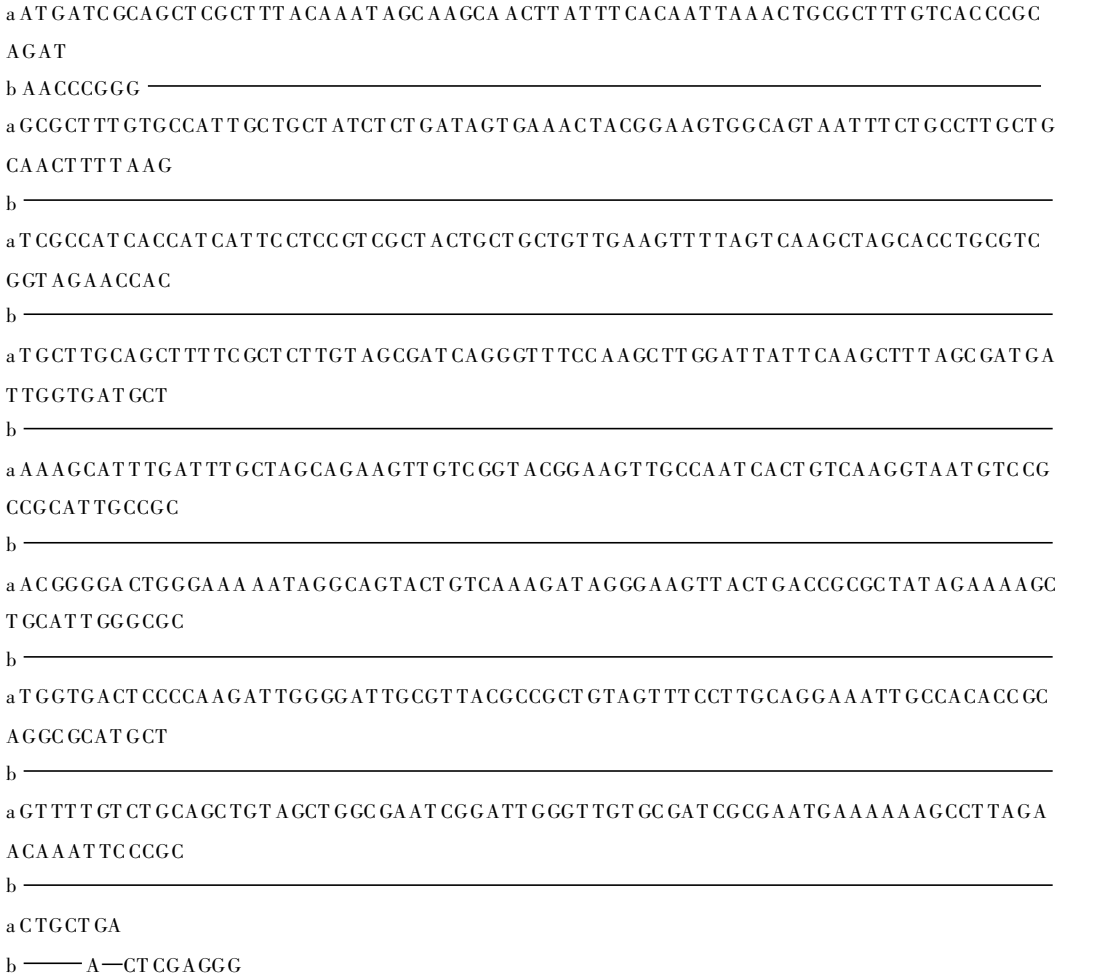 a ATGATCGCAGCTCGCTTTACAAATAGCAAGCAACTTATTTCACAATTAAACTGCGCTTTGTCACCCGC
AGAT
b AACCCGGG
a GCGCTTTGTGCCATTGCTGCTATCTCTGATAGTGAAACTACGGAAGTGGCAGTAATTTCTGCCTTGCTG
CAACTTTTAAG
b
a TCGCCATCACCATCATTCCTCCGTCGCTACTGCTGCTGTTGAAGTTTTAGTCAAGCTAGCACCTGCGTC
GGTAGAACCAC
b
a TGCTTGCAGCTTTTCGCTCTTGTAGCGATCAGGGTTTCCAAGCTTGGATTATTCAAGCTTTAGCGATGA
TTGGTGATGCT
b
a AAAGCATTTGATTTGCTAGCAGAAGTTGTCGGTACGGAAGTTGCCAATCACTGTCAAGGTAATGTCCG
CCGCATTGCCGC
b
a ACGGGGACTGGGAAAAATAGGCAGTACTGTCAAAGATAGGGAAGTTACTGACCGCGCTATAGAAAAGC
TGCATTGGGCGC
b
a TGGTGACTCCCCAAGATTGGGGATTGCGTTACGCCGCTGTAGTTTCCTTGCAGGAAATTGCCACACCGC
AGGCGCATGCT
b
a GTTTTGTCTGCAGCTGTAGCTGGCGAATCGGATTGGGTTGTGCGATCGCGAATGAAAAAAGCCTTAGA
ACAAATTCCCGC
b
a CTGCTGA
b —— A—CTCGAGGG